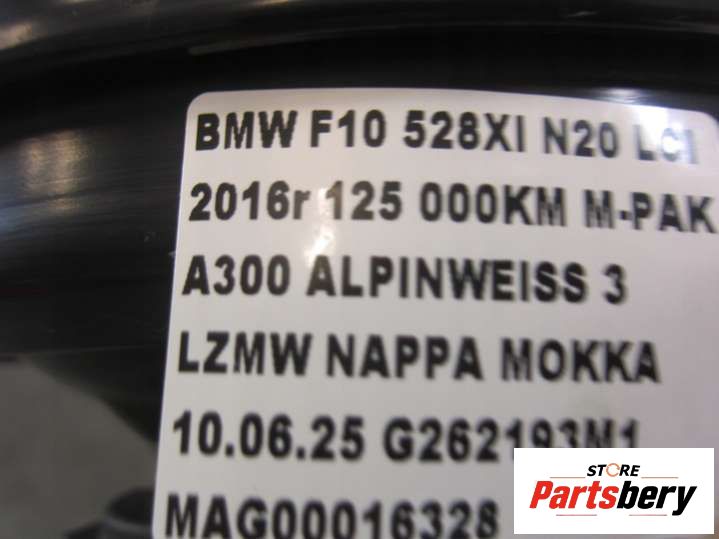 BMW F10 528XI N20 LCI
2016r 125 000KM M-PAK
A300 ALPINWEISS 3
LZMW NAPPA MOKKA
10.06.25 G262193M1
MAG00016328
STORE
Partsbery